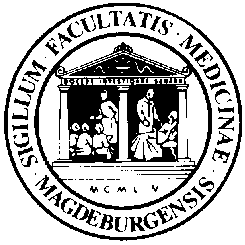 SIGILLUM · FACULTATIS · MEDICINAE · MAGDEBURGENSIS ·
MCMLV